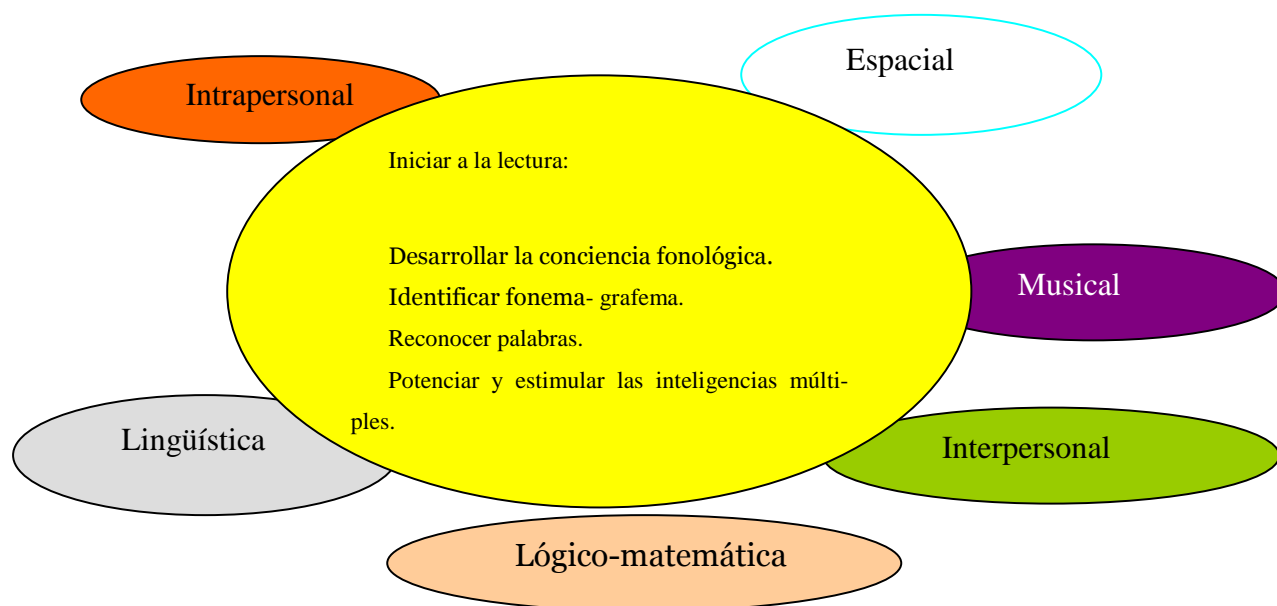 Espacial
Intrapersonal
Iniciar a la lectura:
Desarrollar la conciencia fonológica.
Identificar fonema- grafema.
Reconocer palabras.
Potenciar y estimular las inteligencias múlti-
ples.
Musical
Lingüística
Interpersonal
Lógico-matemática